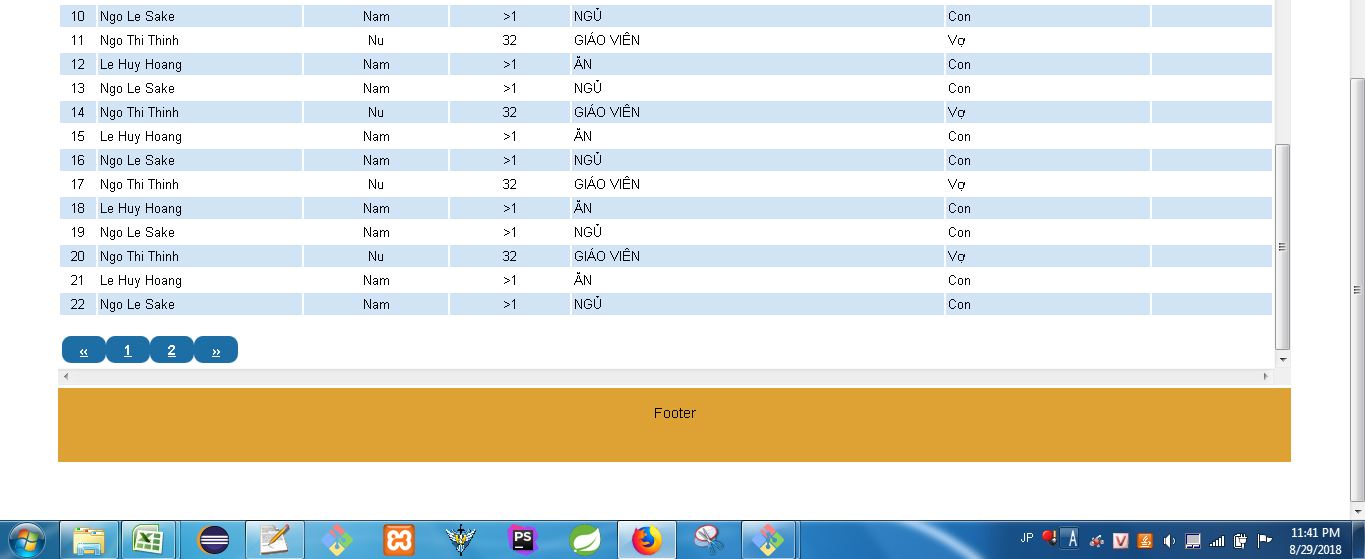 10 Ngo Le Sake Nam >1 NGỦ Con
11 Ngo Thi Thinh Nu 32 GIÁO VIÊN Vợ
12 Le Huy Hoang Nam >1 ĂN Con
13 Ngo Le Sake Nam >1 NGỦ Con
14 Ngo Thi Thinh Nu 32 GIÁO VIÊN Vợ
15 Le Huy Hoang Nam >1 ĂN Con
16 Ngo Le Sake Nam >1 NGỦ Con
17 Ngo Thi Thinh Nu 32 GIÁO VIÊN Vợ
18 Le Huy Hoang Nam >1 ĂN Con
19 Ngo Le Sake Nam >1 NGỦ Con
20 Ngo Thi Thinh Nu 32 GIÁO VIÊN Vợ
21 Le Huy Hoang Nam >1 ĂN Con
22 Ngo Le Sake Nam >1 NGỦ Con
« 1 2 »
Footer
PS
JP A V
11:41 PM
8/29/2018